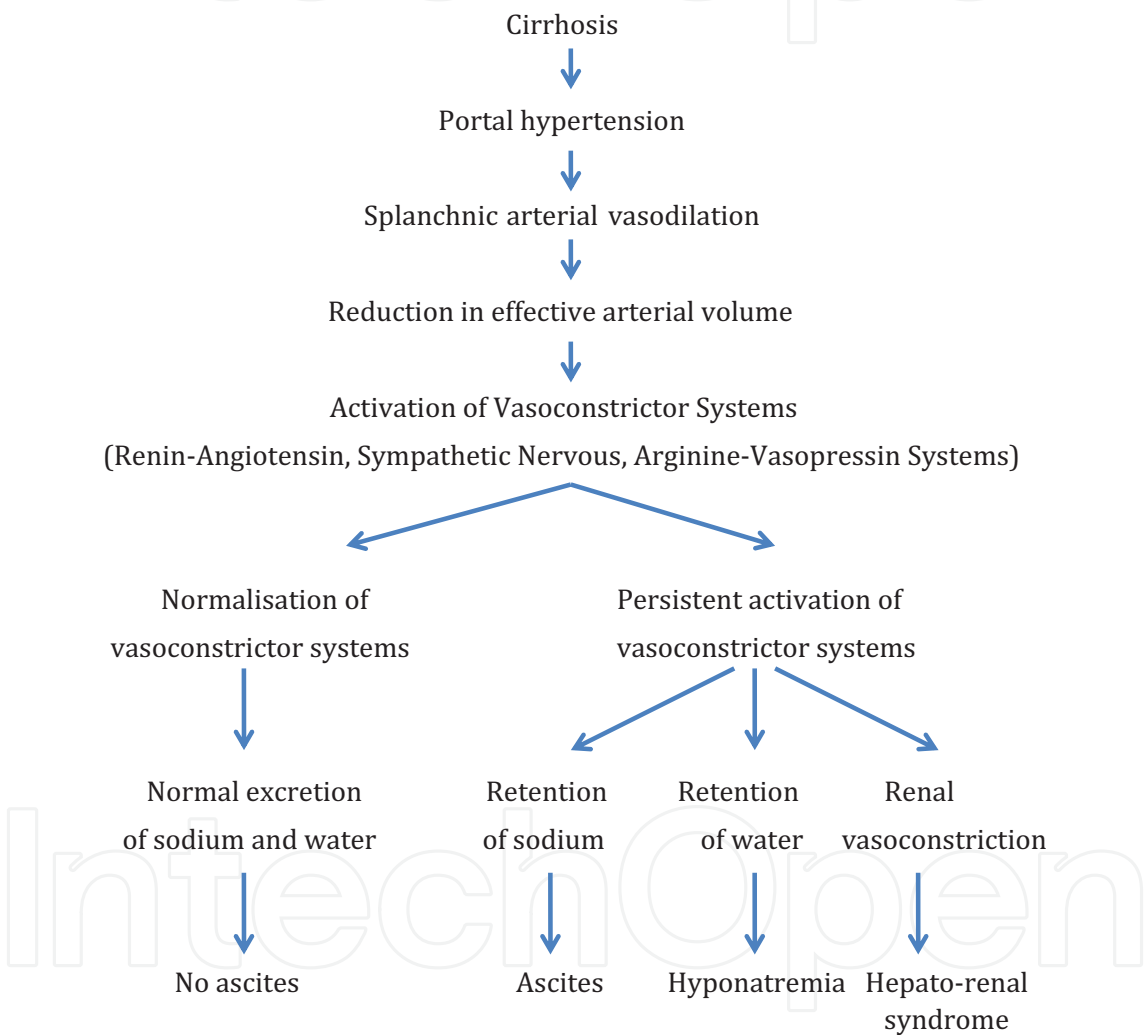 Cirrhosis
Portal hypertension
Splanchnic arterial vasodilation
Reduction in effective arterial volume
Activation of Vasoconstrictor Systems
(Renin-Angiotensin, Sympathetic Nervous, Arginine-Vasopressin Systems)
Normalisation of
vasoconstrictor systems
Persistent activation of
vasoconstrictor systems
Normal excretion
of sodium and water
Retention
of sodium
Retention
of water
Renal
vasoconstriction
No ascites
Ascites
Hyponatremia
Hepato-renal
syndrome
IntechOpen